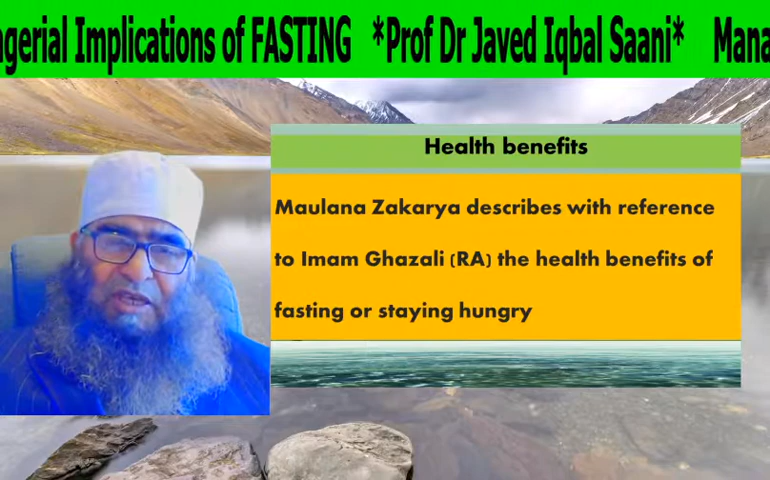 gerial Implications of FASTING *Prof Dr Javed Iqbal Saani* Mana
Health benefits
Maulana Zakarya describes with reference
to Imam Ghazali (RA) the health benefits of
fasting or staying hungry